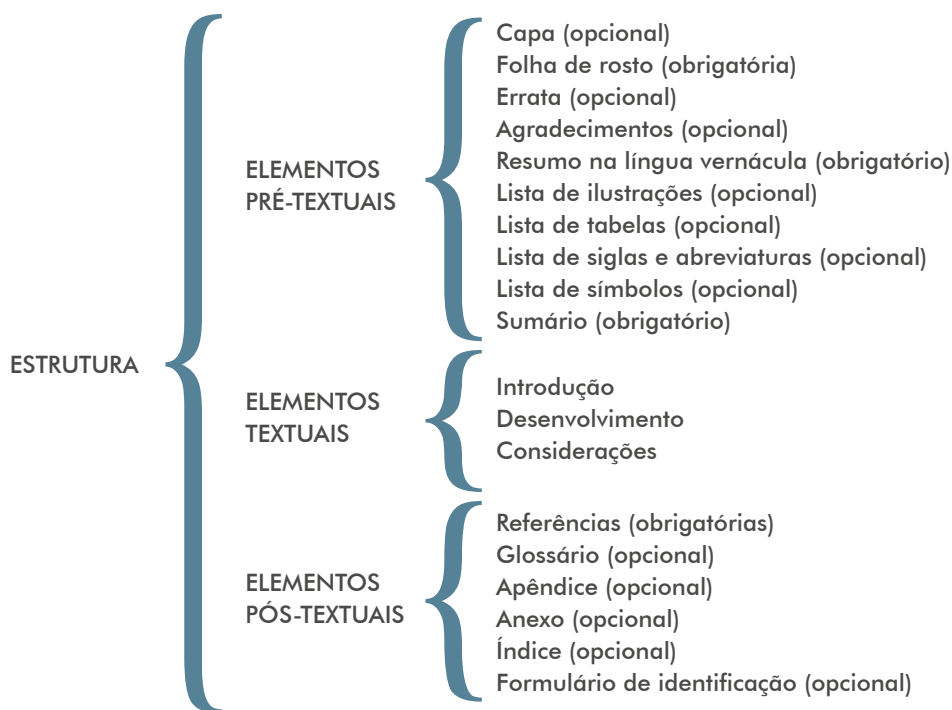 ESTRUTURA
ELEMENTOS
PRÉ-TEXTUAIS
Capa (opcional)
Folha de rosto (obrigatória)
Errata (opcional)
Agradecimentos (opcional)
Resumo na língua vernácula (obrigatório)
Lista de ilustrações (opcional)
Lista de tabelas (opcional)
Lista de siglas e abreviaturas (opcional)
Lista de símbolos (opcional)
Sumário (obrigatório)
ELEMENTOS
TEXTUAIS
Introdução
Desenvolvimento
Considerações
ELEMENTOS
PÓS-TEXTUAIS
Referências (obrigatórias)
Glossário (opcional)
Apêndice (opcional)
Anexo (opcional)
Índice (opcional)
Formulário de identificação (opcional)